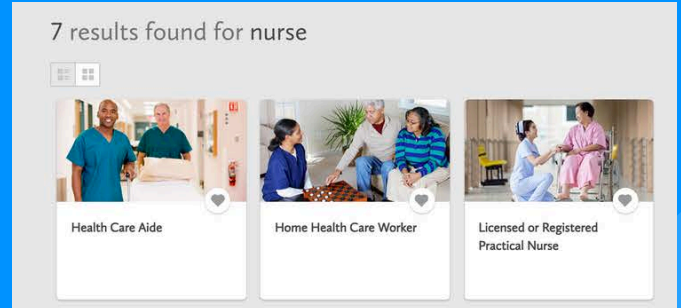 7 results found for nurse
Health Care Aide
Home Health Care Worker
Licensed or Registered
Practical Nurse